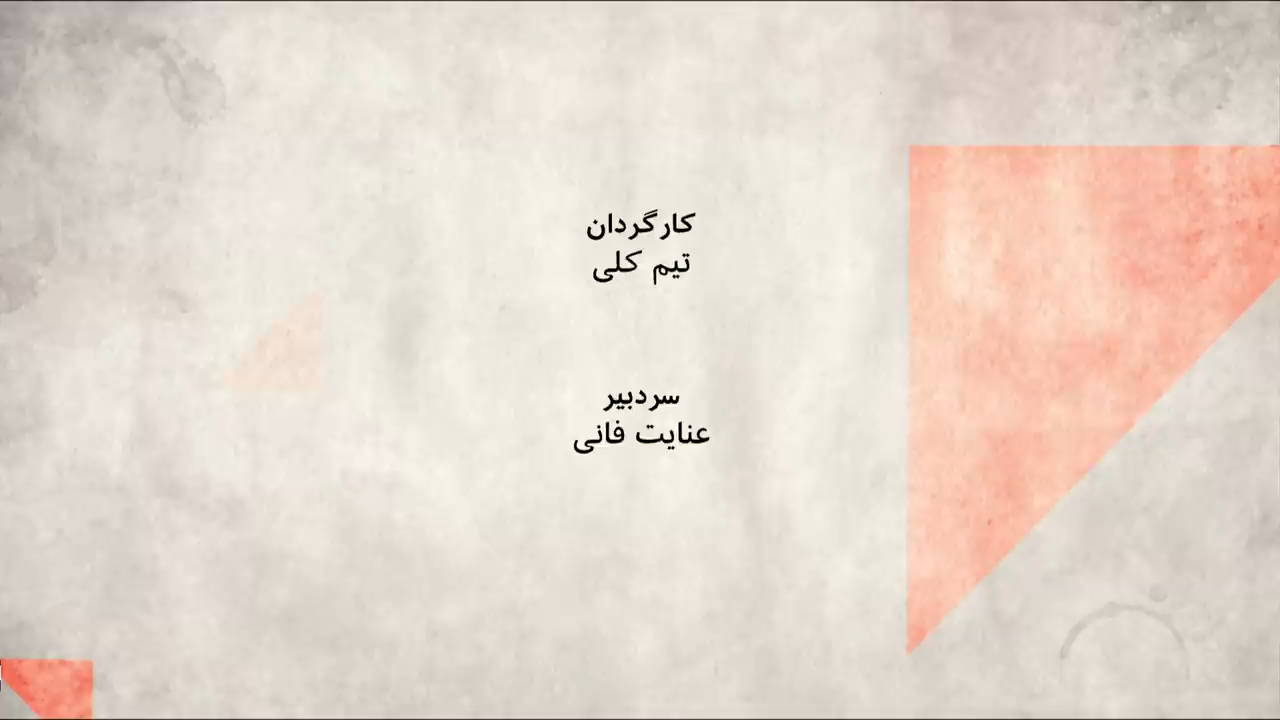 کارگردان
تیم کلی
سردبیر
عنایت فانی